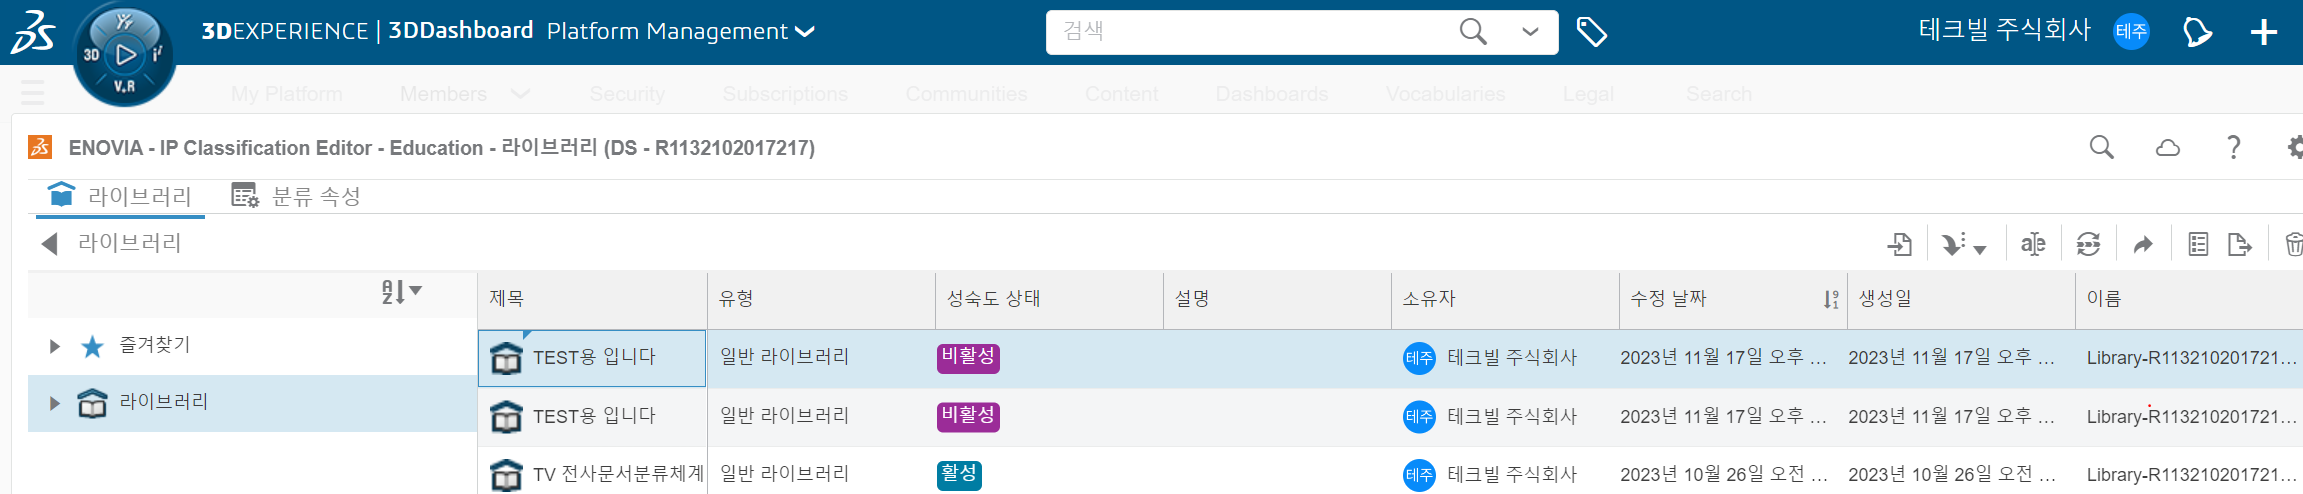 3DEXPERIENCE | 3DDashboard Platform Management
검색
테크빌 주식회사 테주
3D V.R
My Platform Members Security Subscriptions Communities Content Dashboards Vocabularies Legal Search
ENOVIA - IP Classification Editor - Education - 라이브러리 (DS - R1132102017217)
라이브러리 분류 속성
라이브러리
제목 유형 성숙도 상태 설명 소유자 수정 날짜 생성일 이름
즐겨찾기
라이브러리
TEST용 입니다 일반 라이브러리 비활성 테주 테크빌 주식회사 2023년 11월 17일 오후 ... 2023년 11월 17일 오후 ... Library-R113210201721...
TEST용 입니다 일반 라이브러리 비활성 테주 테크빌 주식회사 2023년 11월 17일 오후 ... 2023년 11월 17일 오후 ... Library-R113210201721...
TV 전사문서분류체계 일반 라이브러리 활성 테주 테크빌 주식회사 2023년 10월 26일 오전 ... 2023년 10월 26일 오전 ... Library-R113210201721...